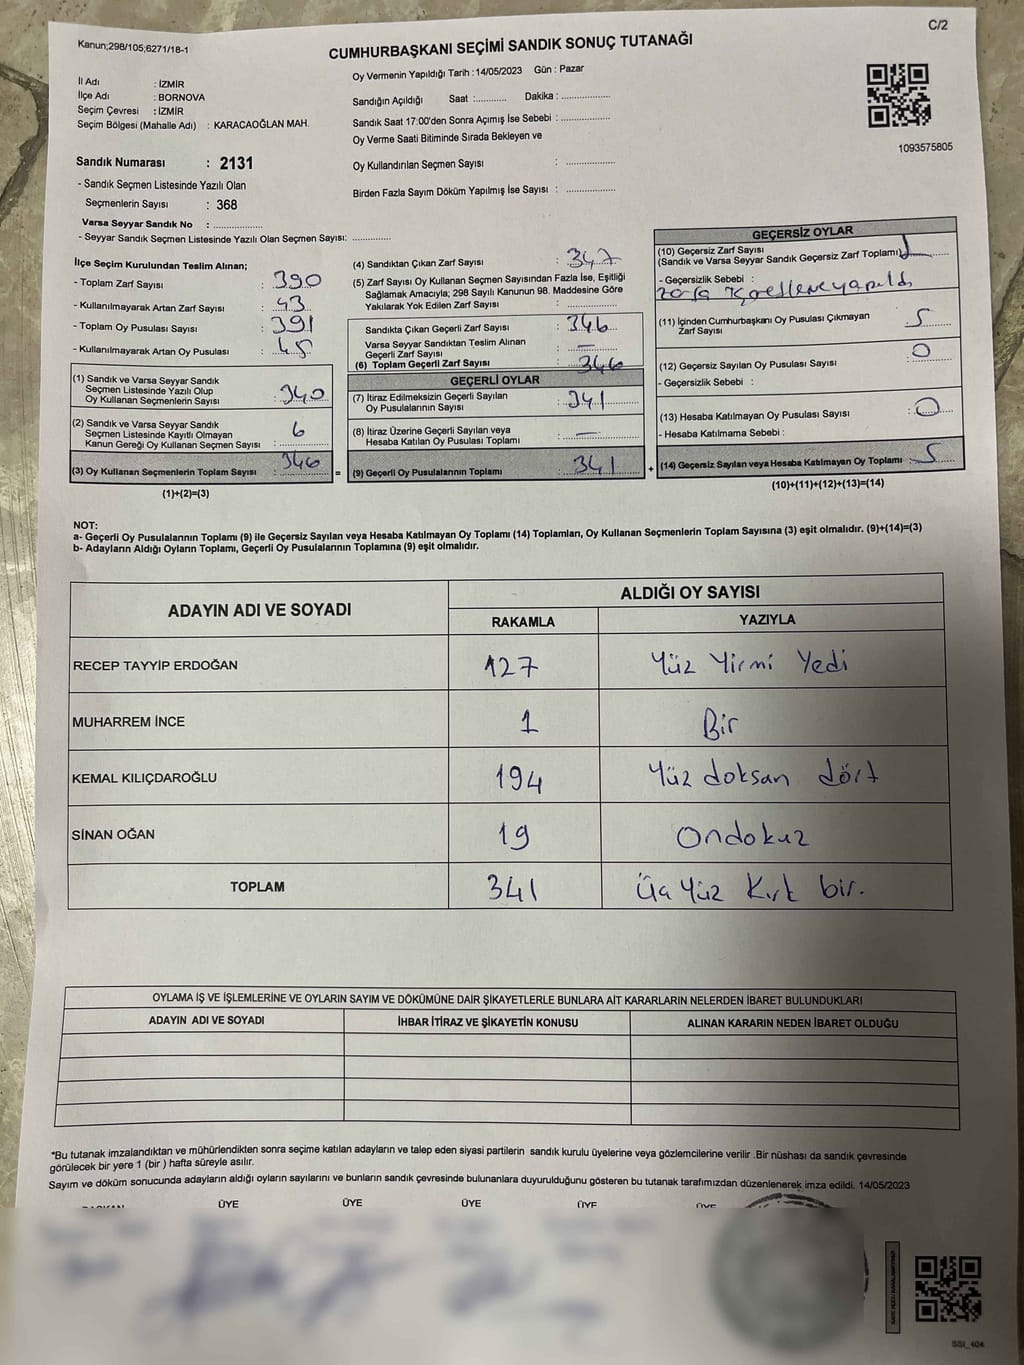 Kanun;298/105;6271/18-1
C/2
CUMHURBAŞKANI SEÇİMİ SANDIK SONUÇ TUTANAĞI
İl Adı : İZMİR
İlçe Adı : BORNOVA
Seçim Çevresi : İZMİR
Seçim Bölgesi (Mahalle Adı) : KARACAOĞLAN MAH.
Sandık Numarası : 2131
- Sandık Seçmen Listesinde Yazılı Olan
Seçmenlerin Sayısı : 368
Varsa Seyyar Sandık No : ..................
- Seyyar Sandık Seçmen Listesinde Yazılı Olan Seçmen Sayısı: ..............
Oy Vermenin Yapıldığı Tarih : 14/05/2023 Gün : Pazar
Sandığın Açıldığı Saat :........... Dakika : ..................
Sandık Saat 17:00'den Sonra Açımış İse Sebebi : ..................
Oy Verme Saati Bitiminde Sırada Bekleyen ve
Oy Kullandırılan Seçmen Sayısı : ..................
Birden Fazla Sayım Döküm Yapılmış İse Sayısı : ..................
1093575805
İlçe Seçim Kurulundan Teslim Alınan;
- Toplam Zarf Sayısı : 390
- Kullanılmayarak Artan Zarf Sayısı : 43
- Toplam Oy Pusulası Sayısı : 391
- Kullanılmayarak Artan Oy Pusulası : 45
(1) Sandık ve Varsa Seyyar Sandık
Seçmen Listesinde Yazılı Olup
Oy Kullanan Seçmenlerin Sayısı : 340
(2) Sandık ve Varsa Seyyar Sandık
Seçmen Listesinde Kayıtlı Olmayan
Kanun Gereği Oy Kullanan Seçmen Sayısı : 6
(3) Oy Kullanan Seçmenlerin Toplam Sayısı : 346 =
(1)+(2)=(3)
(4) Sandıktan Çıkan Zarf Sayısı : 347
(5) Zarf Sayısı Oy Kullanan Seçmen Sayısından Fazla İse, Eşitliği
Sağlamak Amacıyla; 298 Sayılı Kanunun 98. Maddesine Göre
Yakılarak Yok Edilen Zarf Sayısı : ..................
Sandıkta Çıkan Geçerli Zarf Sayısı : 346
Varsa Seyyar Sandıktan Teslim Alınan
Geçerli Zarf Sayısı : —
(6) Toplam Geçerli Zarf Sayısı : 346
GEÇERLİ OYLAR
(7) İtiraz Edilmeksizin Geçerli Sayılan
Oy Pusulalarının Sayısı : 341
(8) İtiraz Üzerine Geçerli Sayılan veya
Hesaba Katılan Oy Pusulası Toplamı : —
(9) Geçerli Oy Pusulalarının Toplamı : 341 +
GEÇERSİZ OYLAR
(10) Geçersiz Zarf Sayısı
(Sandık ve Varsa Seyyar Sandık Geçersiz Zarf Toplamı) 1
- Geçersizlik Sebebi :
(11) İçinden Cumhurbaşkanı Oy Pusulası Çıkmayan
Zarf Sayısı : 5
(12) Geçersiz Sayılan Oy Pusulası Sayısı : 0
- Geçersizlik Sebebi :
(13) Hesaba Katılmayan Oy Pusulası Sayısı : 0
- Hesaba Katılmama Sebebi :
(14) Geçersiz Sayılan veya Hesaba Katılmayan Oy Toplamı : 5
(10)+(11)+(12)+(13)=(14)
NOT:
a- Geçerli Oy Pusulalarının Toplamı (9) ile Geçersiz Sayılan veya Hesaba Katılmayan Oy Toplamı (14) Toplamları, Oy Kullanan Seçmenlerin Toplam Sayısına (3) eşit olmalıdır. (9)+(14)=(3)
b- Adayların Aldığı Oyların Toplamı, Geçerli Oy Pusulalarının Toplamına (9) eşit olmalıdır.
ADAYIN ADI VE SOYADI ALDIĞI OY SAYISI
RAKAMLA YAZIYLA
RECEP TAYYİP ERDOĞAN 127 Yüz Yirmi Yedi
MUHARREM İNCE 1 Bir
KEMAL KILIÇDAROĞLU 194 Yüz doksan dört
SİNAN OĞAN 19 Ondokuz
TOPLAM 341 Üç Yüz Kırk bir.
OYLAMA İŞ VE İŞLEMLERİNE VE OYLARIN SAYIM VE DÖKÜMÜNE DAİR ŞİKAYETLERLE BUNLARA AİT KARARLARIN NELERDEN İBARET BULUNDUKLARI
ADAYIN ADI VE SOYADI İHBAR İTİRAZ VE ŞİKAYETİN KONUSU ALINAN KARARIN NEDEN İBARET OLDUĞU
*Bu tutanak imzalandıktan ve mühürlendikten sonra seçime katılan adayların ve talep eden siyasi partilerin sandık kurulu üyelerine veya gözlemcilerine verilir .Bir nüshası da sandık çevresinde
görülecek bir yere 1 (bir ) hafta süreyle asılır.
Sayım ve döküm sonucunda adayların aldığı oyların sayılarını ve bunların sandık çevresinde bulunanlara duyurulduğunu gösteren bu tutanak tarafımızdan düzenlenerek imza edildi. 14/05/2023
BAŞKAN ÜYE ÜYE ÜYE ÜYE ÜYE
SSİ_404